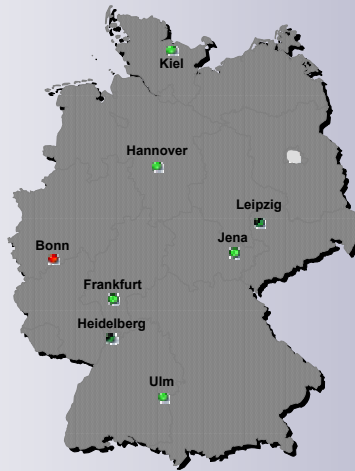 Kiel
Hannover
Leipzig
Jena
Bonn
Frankfurt
Heidelberg
Ulm